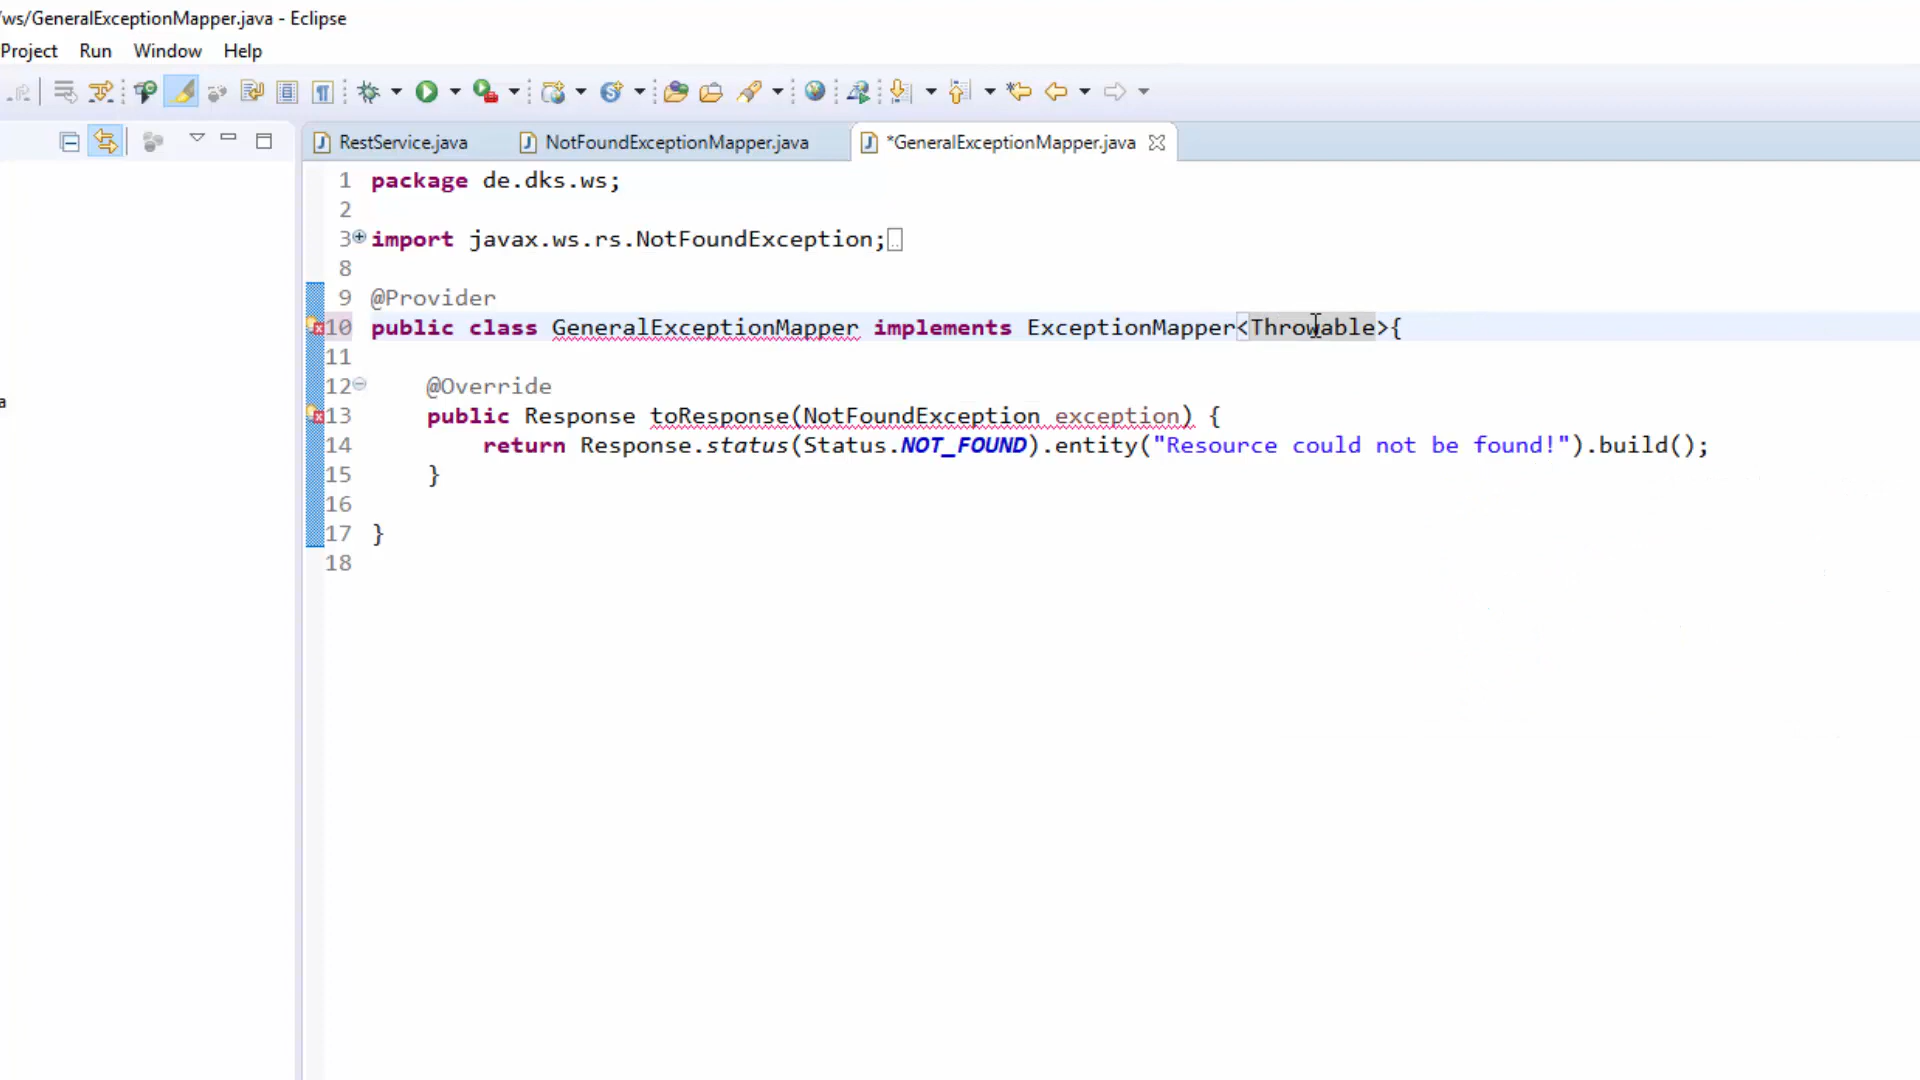 /ws/GeneralExceptionMapper.java - Eclipse
Project Run Window Help
RestService.java NotFoundExceptionMapper.java *GeneralExceptionMapper.java
1 package de.dks.ws;
2
3 import javax.ws.rs.NotFoundException;
8
9 @Provider
10 public class GeneralExceptionMapper implements ExceptionMapper<Throwable>{
11
12 @Override
a
13 public Response toResponse(NotFoundException exception) {
14 return Response.status(Status.NOT_FOUND).entity("Resource could not be found!").build();
15 }
16
17 }
18